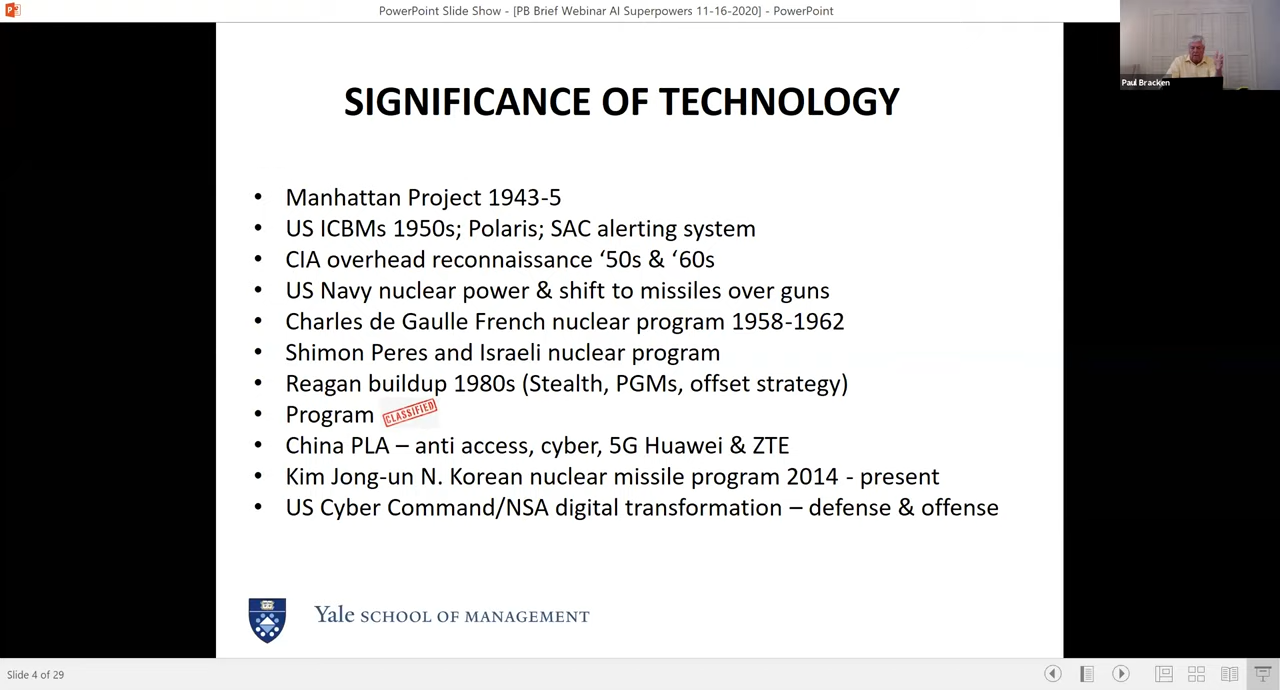 PowerPoint Slide Show - [PB Brief Webinar AI Superpowers 11-16-2020] - PowerPoint
Paul Bracken
SIGNIFICANCE OF TECHNOLOGY
• Manhattan Project 1943-5
• US ICBMs 1950s; Polaris; SAC alerting system
• CIA overhead reconnaissance ‘50s & ‘60s
• US Navy nuclear power & shift to missiles over guns
• Charles de Gaulle French nuclear program 1958-1962
• Shimon Peres and Israeli nuclear program
• Reagan buildup 1980s (Stealth, PGMs, offset strategy)
• Program CLASSIFIED
• China PLA – anti access, cyber, 5G Huawei & ZTE
• Kim Jong-un N. Korean nuclear missile program 2014 - present
• US Cyber Command/NSA digital transformation – defense & offense
Yale SCHOOL OF MANAGEMENT
Slide 4 of 29